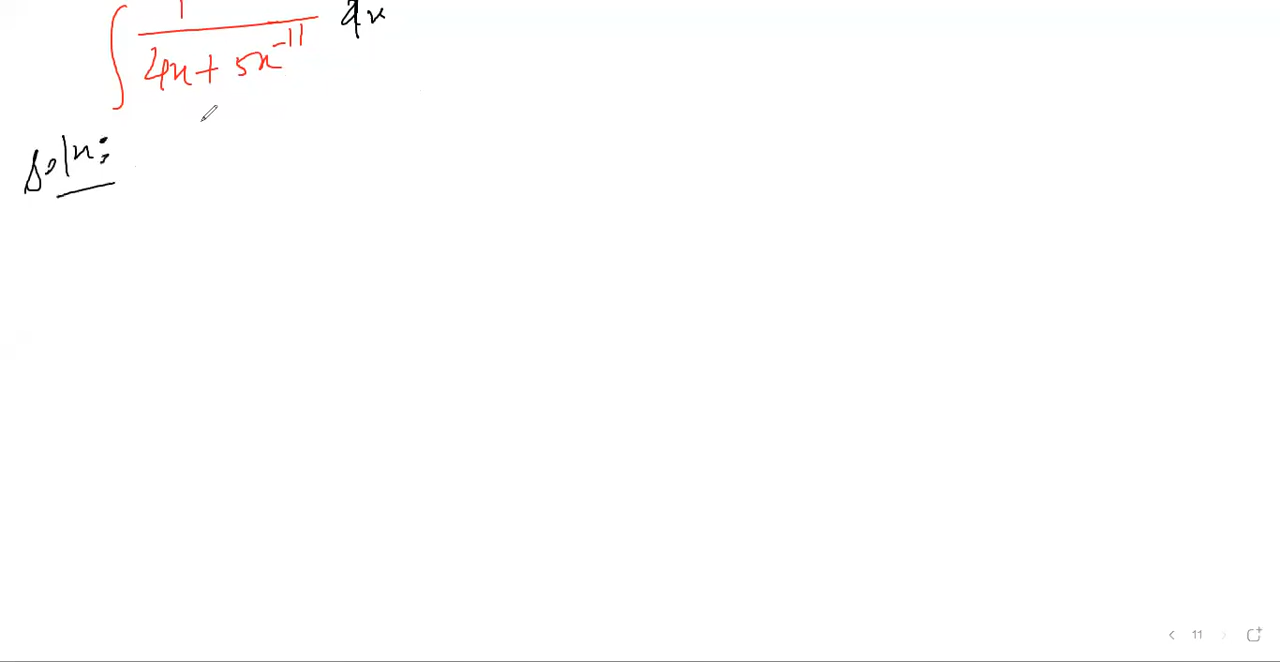 ∫ 1/(4x + 5x^-11) dx
Soln:
11